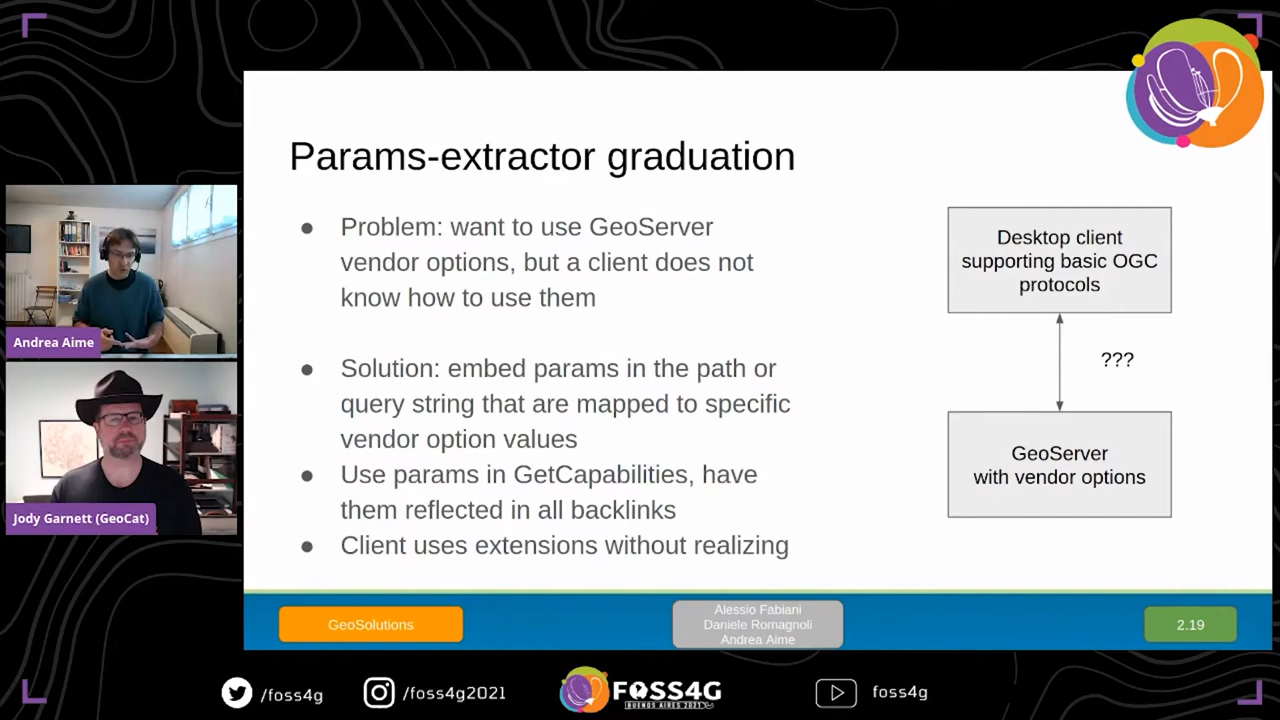 Params-extractor graduation
● Problem: want to use GeoServer
vendor options, but a client does not
know how to use them
● Solution: embed params in the path or
query string that are mapped to specific
vendor option values
● Use params in GetCapabilities, have
them reflected in all backlinks
● Client uses extensions without realizing
Desktop client
supporting basic OGC
protocols
???
GeoServer
with vendor options
Andrea Aime
Jody Garnett (GeoCat)
GeoSolutions
Alessio Fabiani
Daniele Romagnoli
Andrea Aime
2.19
/foss4g
/foss4g2021
FOSS4G
BUENOS AIRES 2021
foss4g